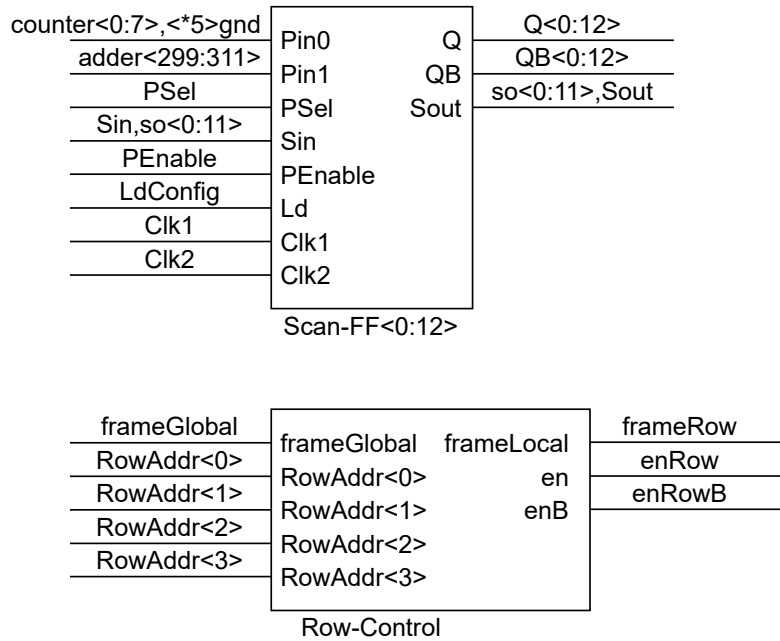 counter<0:7>,<*5>gnd
adder<299:311>
PSel
Sin,so<0:11>
PEnable
LdConfig
Clk1
Clk2
Pin0
Pin1
PSel
Sin
PEnable
Ld
Clk1
Clk2
Q
QB
Sout
Q<0:12>
QB<0:12>
so<0:11>,Sout
Scan-FF<0:12>
frameGlobal
RowAddr<0>
RowAddr<1>
RowAddr<2>
RowAddr<3>
frameGlobal
RowAddr<0>
RowAddr<1>
RowAddr<2>
RowAddr<3>
frameLocal
en
enB
frameRow
enRow
enRowB
Row-Control